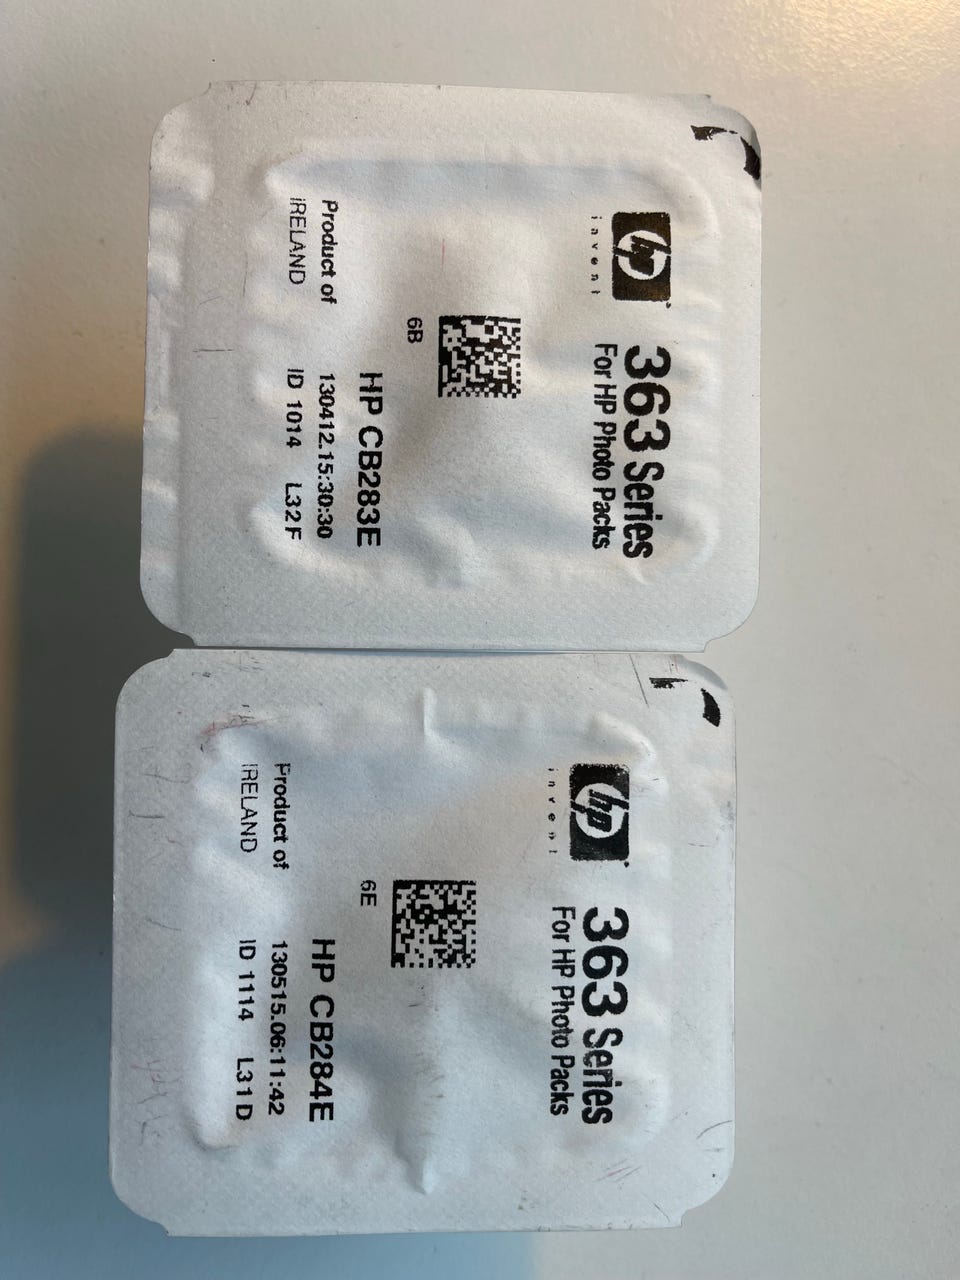 hp
invent
363 Series
For HP Photo Packs
6B
HP CB283E
Product of
IRELAND
130412.15:30:30
ID 1014 L32F
hp
invent
363 Series
For HP Photo Packs
6E
HP CB284E
Product of
IRELAND
130515.06:11:42
ID 1114 L31D